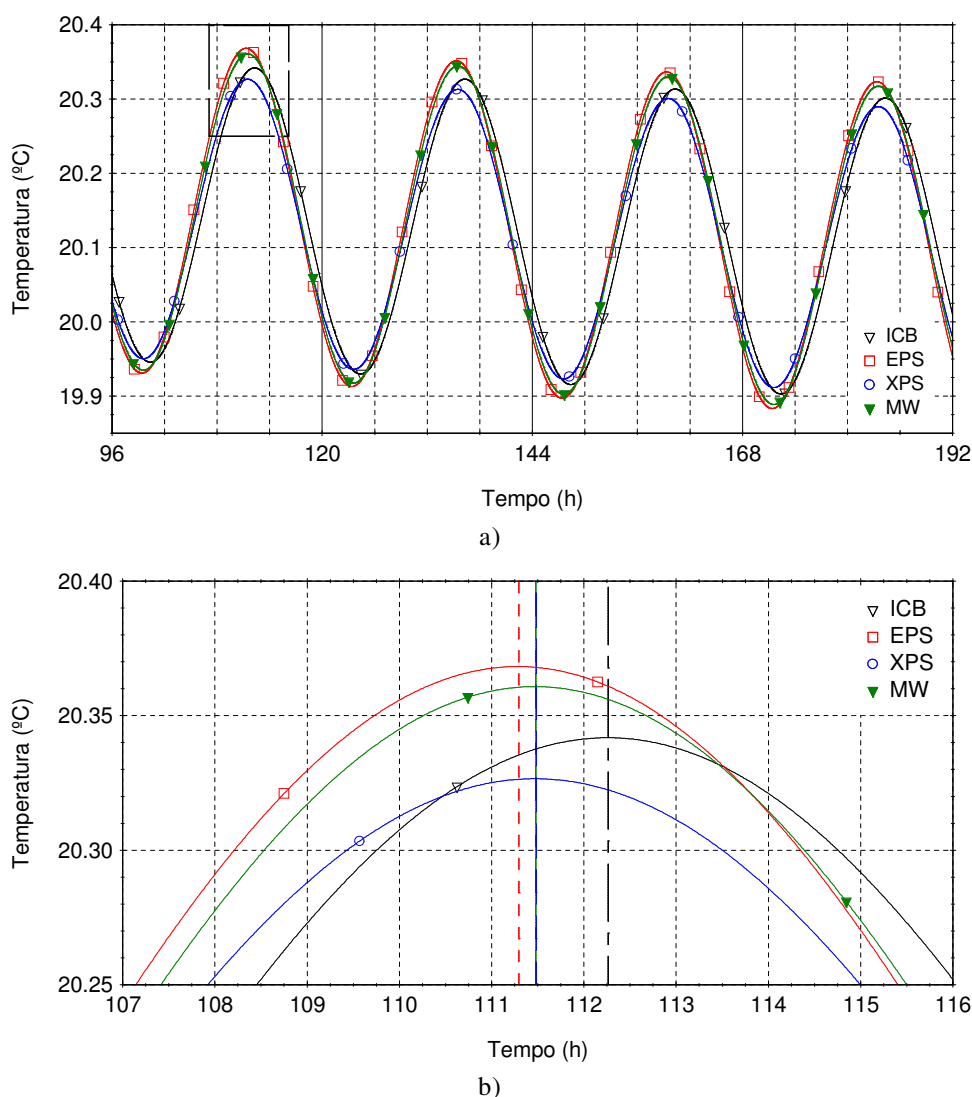 20.4
20.3
20.2
20.1
20.0
19.9
Temperatura (ºC)
ICB
EPS
XPS
MW
96 120 144 168 192
Tempo (h)
a)
20.40
20.35
20.30
20.25
Temperatura (ºC)
ICB
EPS
XPS
MW
107 108 109 110 111 112 113 114 115 116
Tempo (h)
b)